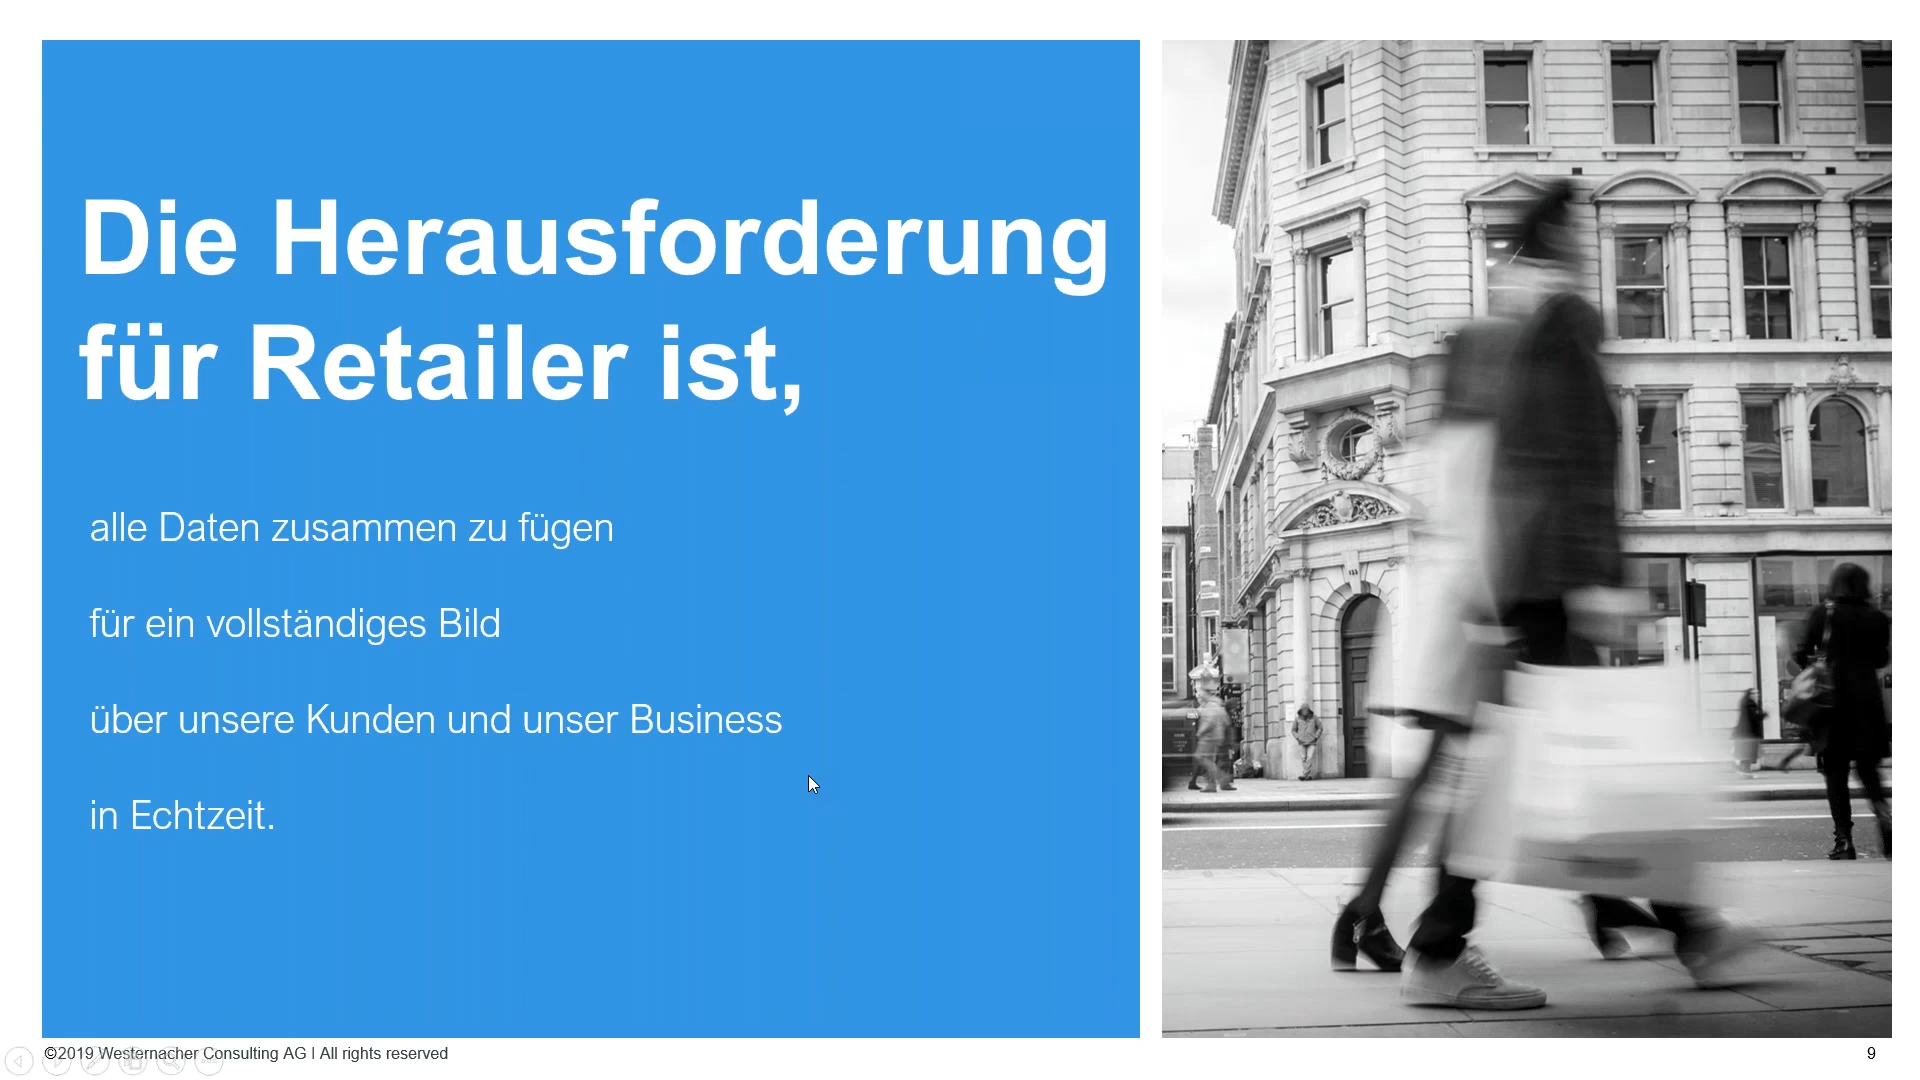 Die Herausforderung
für Retailer ist,
alle Daten zusammen zu fügen
für ein vollständiges Bild
über unsere Kunden und unser Business
in Echtzeit.
©2019 Westernacher Consulting AG I All rights reserved
9